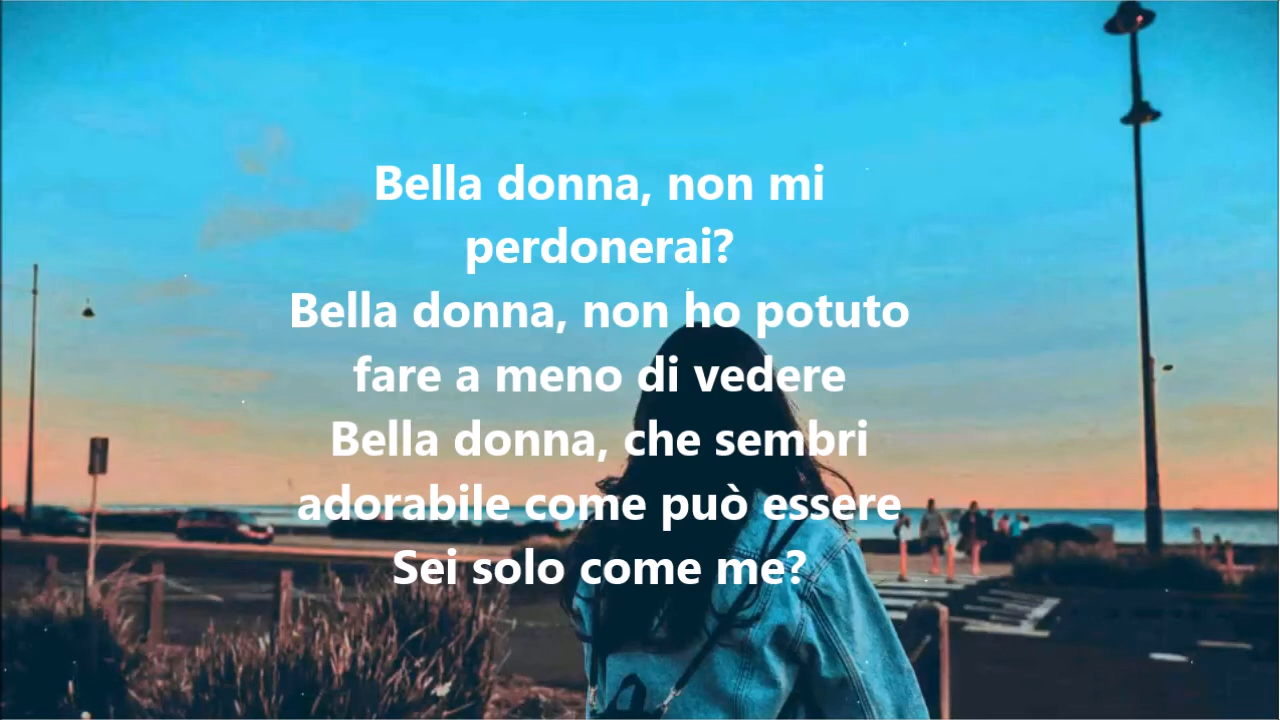 Bella donna, non mi
perdonerai?
Bella donna, non ho potuto
fare a meno di vedere
Bella donna, che sembri
adorabile come può essere
Sei solo come me?